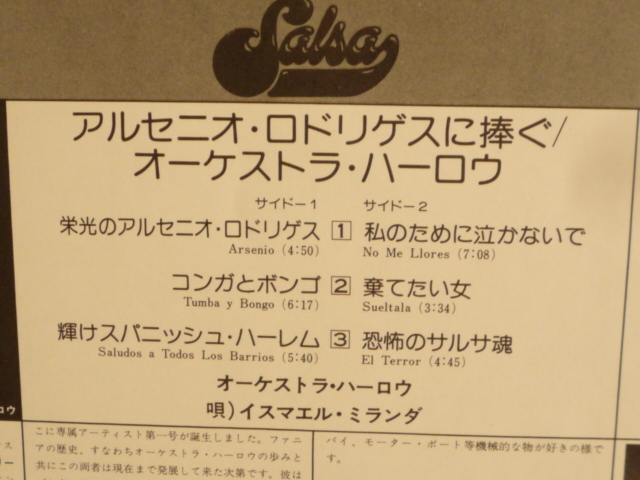 Salsa
アルセニオ・ロドリゲスに捧ぐ/
オーケストラ・ハーロウ
サイドー1
栄光のアルセニオ・ロドリゲス 1
Arsenio (4:50)
コンガとボンゴ 2
Tumba y Bongo (6:17)
輝けスパニッシュ・ハーレム 3
Saludos a Todos Los Barrios (5:40)
サイドー2
私のために泣かないで
No Me Llores (7:08)
棄てたい女
Sueltala (3:34)
恐怖のサルサ魂
El Terror (4:45)
オーケストラ・ハーロウ
唄)イスマエル・ミランダ
ロウ
こに専属アーティスト第一号が誕生しました。ファニ
アの歴史、すなわちオーケストラ・ハーロウの歩みと
共にこの両者は現在まで発展して来た次第です。彼は
バイ、モーター・ボート等機械的な物が好きの様で
す。